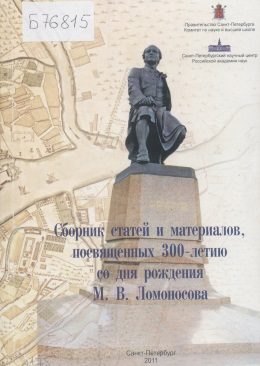 Б76815
Правительство Санкт-Петербурга
Комитет по науке и высшей школе
Санкт-Петербургский научный центр
Российской академии наук
Сборник статей и материалов,
посвященных 300-летию
со дня рождения
М. В. Ломоносова
Санкт-Петербург
2011